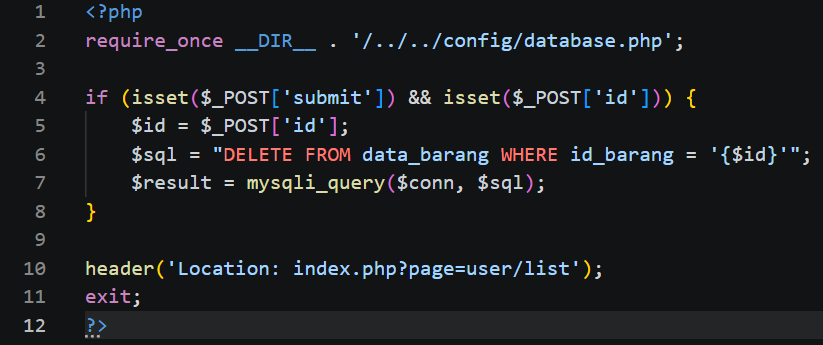 1 <?php
2 require_once __DIR__ . '/../../config/database.php';
3
4 if (isset($_POST['submit']) && isset($_POST['id'])) {
5     $id = $_POST['id'];
6     $sql = "DELETE FROM data_barang WHERE id_barang = '{$id}'";
7     $result = mysqli_query($conn, $sql);
8 }
9
10 header('Location: index.php?page=user/list');
11 exit;
12 ?>